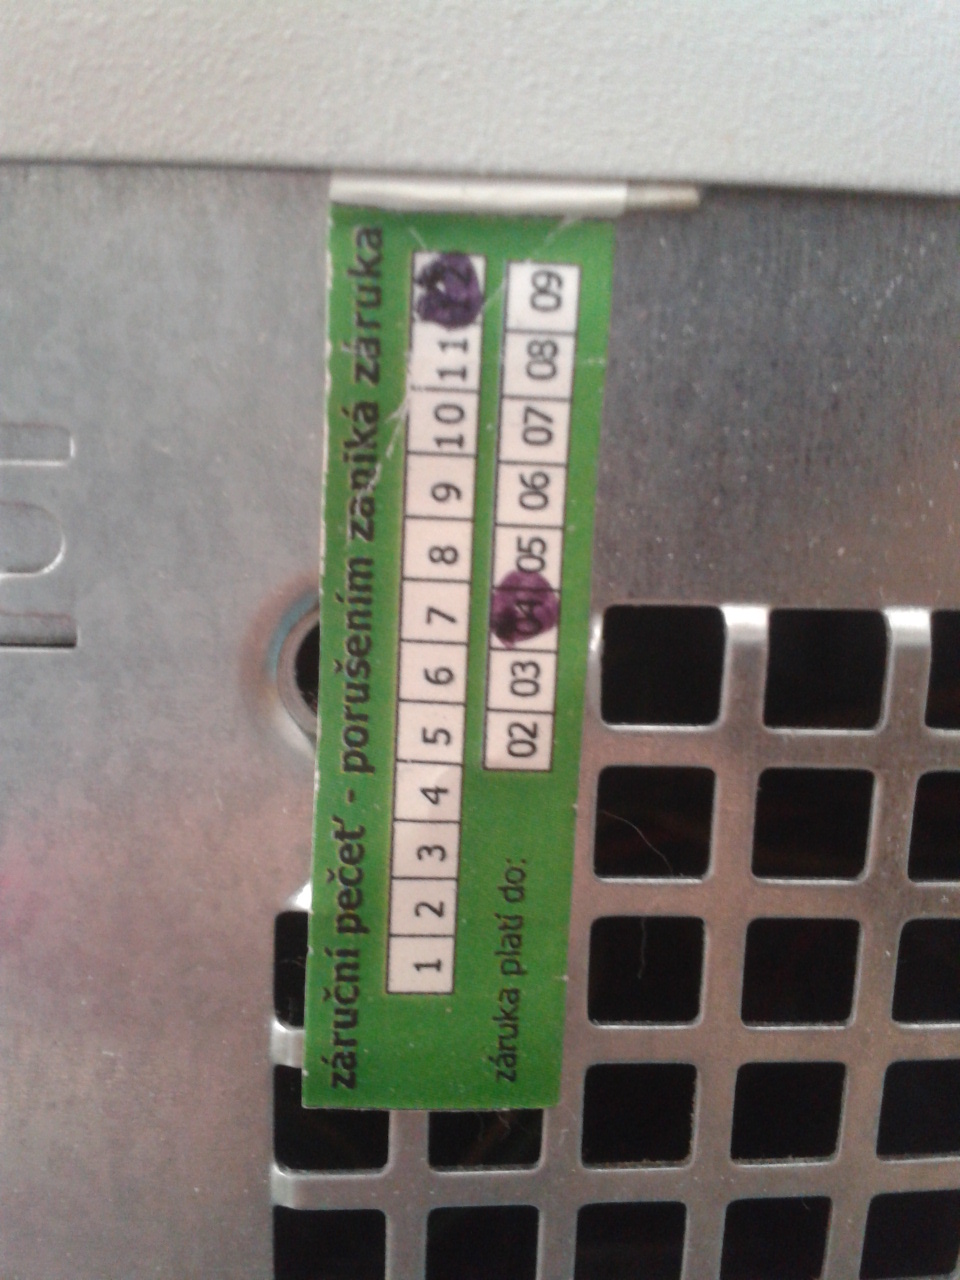 záruční pečeť - porušením zaniká záruka
1 2 3 4 5 6 7 8 9 10 11 12
02 03 04 05 06 07 08 09
záruka platí do: